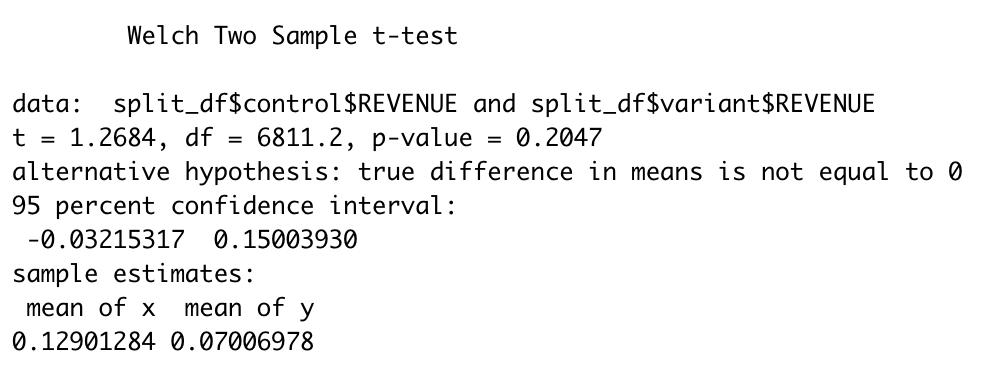 Welch Two Sample t-test
data:  split_df$control$REVENUE and split_df$variant$REVENUE
t = 1.2684, df = 6811.2, p-value = 0.2047
alternative hypothesis: true difference in means is not equal to 0
95 percent confidence interval:
-0.03215317  0.15003930
sample estimates:
mean of x  mean of y
0.12901284 0.07006978